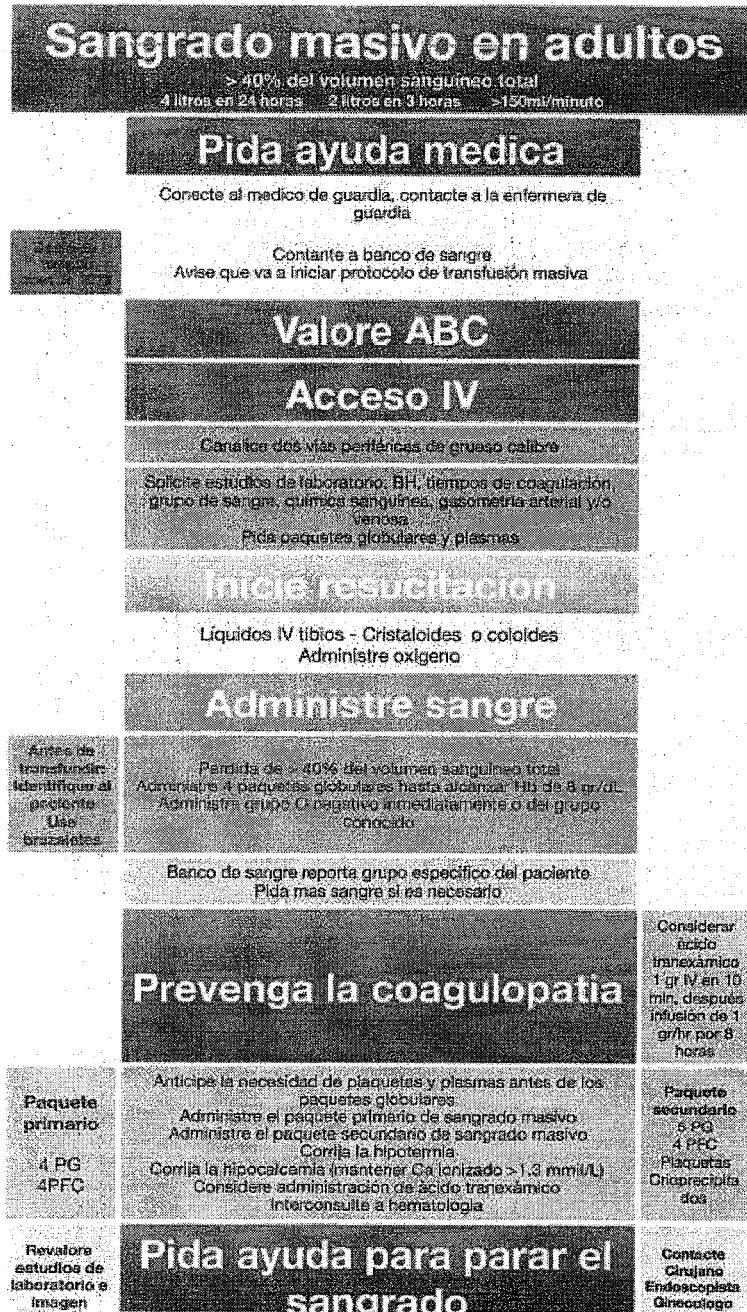 Sangrado masivo en adultos
> 40% del volumen sanguineo total
4 litros en 24 horas 2 litros en 3 horas >150ml/minuto
Pida ayuda medica
Conecte al medico de guardia, contacte a la enfermera de
guardia
Contante a banco de sangre
Avise que va a iniciar protocolo de transfusión masiva
Valore ABC
Acceso IV
Canalice dos vías periféricas de grueso calibre
Solicite estudios de laboratorio, BH, tiempos de coagulación,
grupo de sangre, química sanguínea, gasometría arterial y/o
venosa
Pida paquetes globulares y plasmas
Inicie resucitacion
Líquidos IV tibios - Cristaloides o coloides
Administre oxigeno
Administre sangre
Antes de
transfundir
Identifique al
paciente
Use
brazaletes
Perdida de > 40% del volumen sanguíneo total
Administre 4 paquetes globulares hasta alcanzar Hb de 8 gr/dL
Administre grupo O negativo inmediatamente o del grupo
conocido
Banco de sangre reporta grupo especifico del paciente
Pida mas sangre si es necesario
Prevenga la coagulopatia
Considerar
ácido
tranexámico
1 gr IV en 10
min, después
infusión de 1
gr/hr por 8
horas
Paquete
primario
4 PG
4PFC
Anticipe la necesidad de plaquetas y plasmas antes de los
paquetes globulares
Administre el paquete primario de sangrado masivo
Administre el paquete secundario de sangrado masivo
Corrija la hipotermia
Corrija la hipocalcemia (mantener Ca ionizado >1.3 mmil/L)
Considere administración de ácido tranexámico
Interconsulte a hematologia
Paquete
secundario
PG
4 PFC
Plaquetas
Crioprecipita
dos
Revalore
estudios de
laboratorio e
imagen
Pida ayuda para parar el
sangrado
Contacte
Cirujano
Endoscopista
Ginecologo